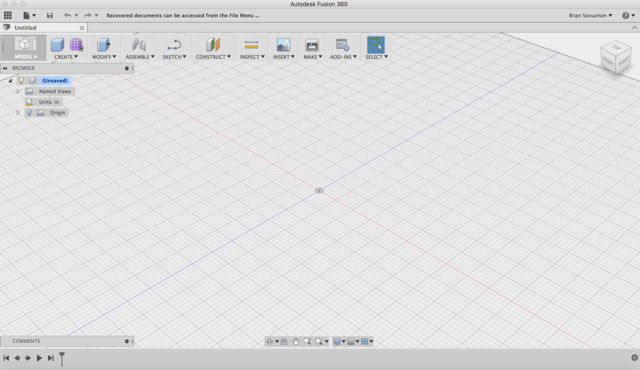 Autodesk Fusion 360
Recovered documents can be accessed from the File Menu ...
Brian Sossamon
Untitled
MODEL
CREATE
MODIFY
ASSEMBLE
SKETCH
CONSTRUCT
INSPECT
INSERT
MAKE
ADD-INS
SELECT
BROWSER
(Unsaved)
Named Views
Units: in
Origin
COMMENTS